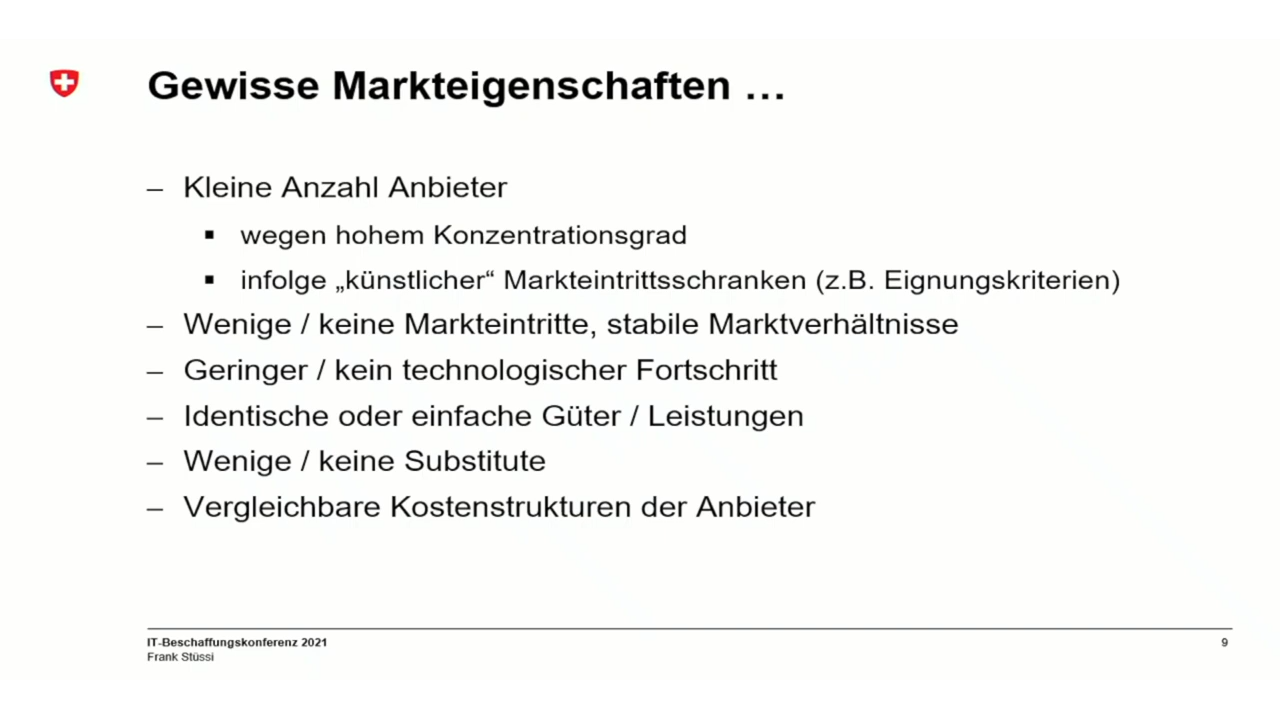 Gewisse Markteigenschaften …
– Kleine Anzahl Anbieter
▪ wegen hohem Konzentrationsgrad
▪ infolge „künstlicher“ Markteintrittsschranken (z.B. Eignungskriterien)
– Wenige / keine Markteintritte, stabile Marktverhältnisse
– Geringer / kein technologischer Fortschritt
– Identische oder einfache Güter / Leistungen
– Wenige / keine Substitute
– Vergleichbare Kostenstrukturen der Anbieter
IT-Beschaffungskonferenz 2021 9
Frank Stüssi